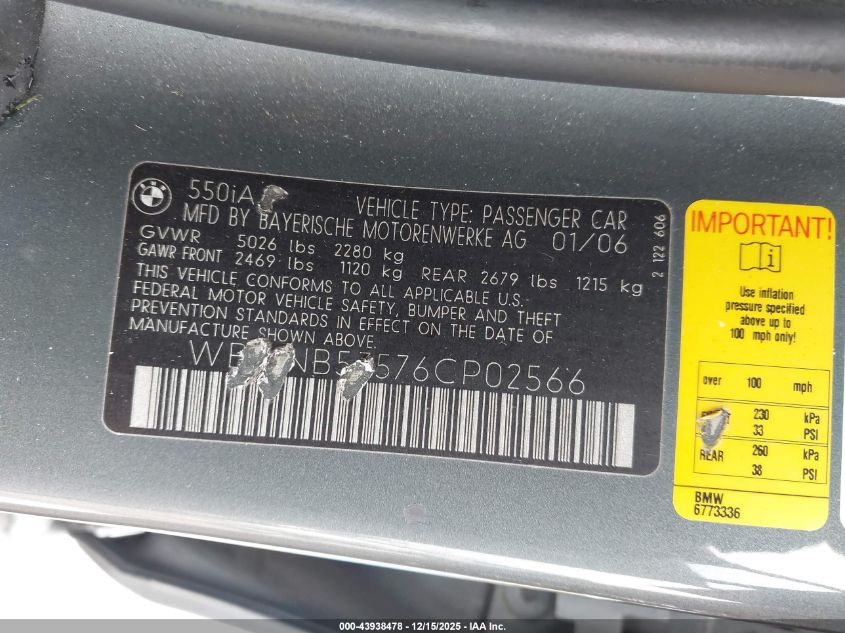 BMW
550iA
VEHICLE TYPE: PASSENGER CAR
MFD BY BAYERISCHE MOTORENWERKE AG 01/06
GVWR 5026 lbs 2280 kg
GAWR FRONT 2469 lbs 1120 kg REAR 2679 lbs 1215 kg
THIS VEHICLE CONFORMS TO ALL APPLICABLE U.S.
FEDERAL MOTOR VEHICLE SAFETY, BUMPER AND THEFT
PREVENTION STANDARDS IN EFFECT ON THE DATE OF
MANUFACTURE SHOWN ABOVE.
2 122 606
IMPORTANT!
Use inflation
pressure specified
above up to
100 mph only!
over 100 mph
230 kPa
33 PSI
REAR 260 kPa
38 PSI
BMW
6773336
000-43938478 - 12/15/2025 - IAA Inc.